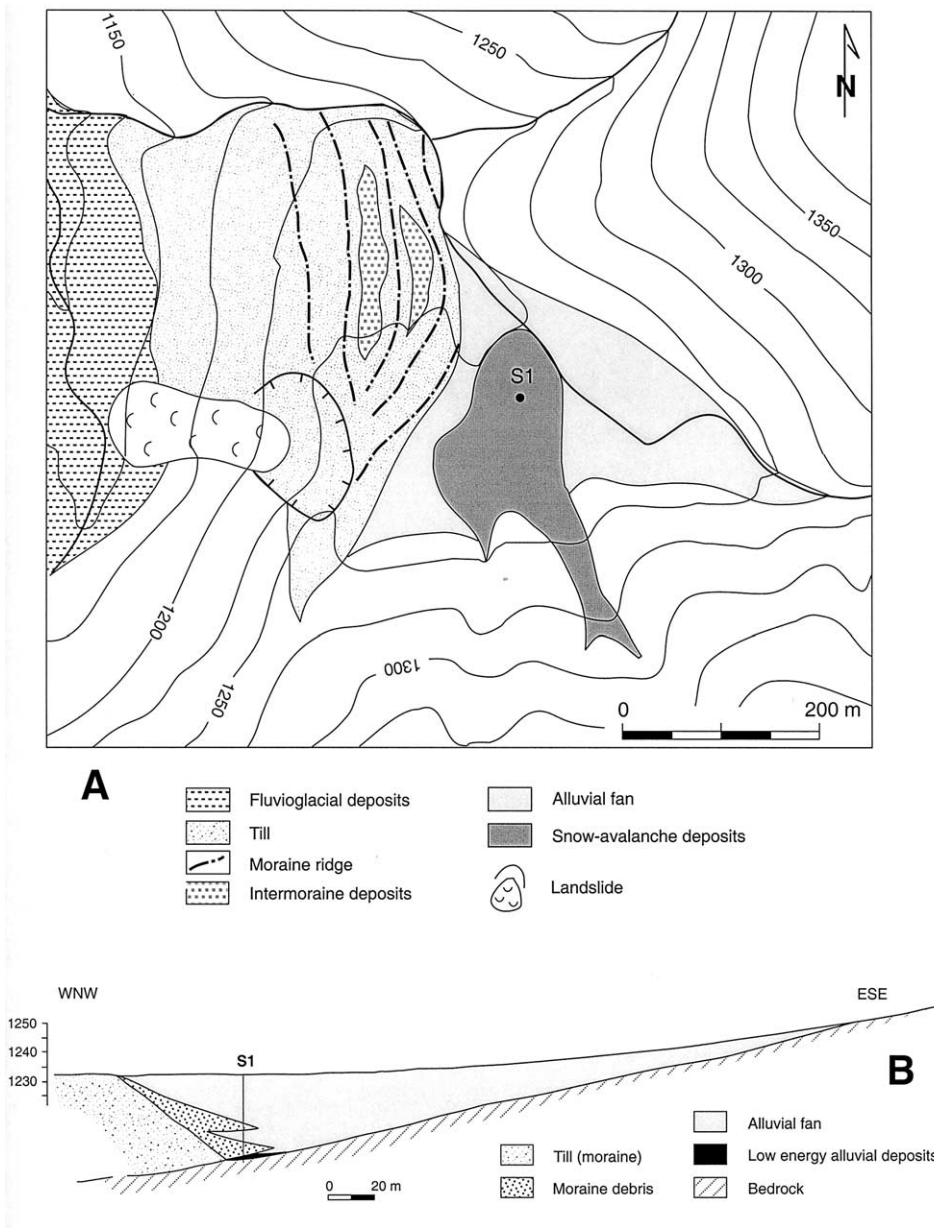 1150
1250
N
1350
1300
S1
1200
1250
1300
0 200 m
A
Fluvioglacial deposits
Till
Moraine ridge
Intermoraine deposits
Alluvial fan
Snow-avalanche deposits
Landslide
WNW
ESE
1250
1240
1230
S1
B
0 20 m
Till (moraine)
Moraine debris
Alluvial fan
Low energy alluvial deposits
Bedrock